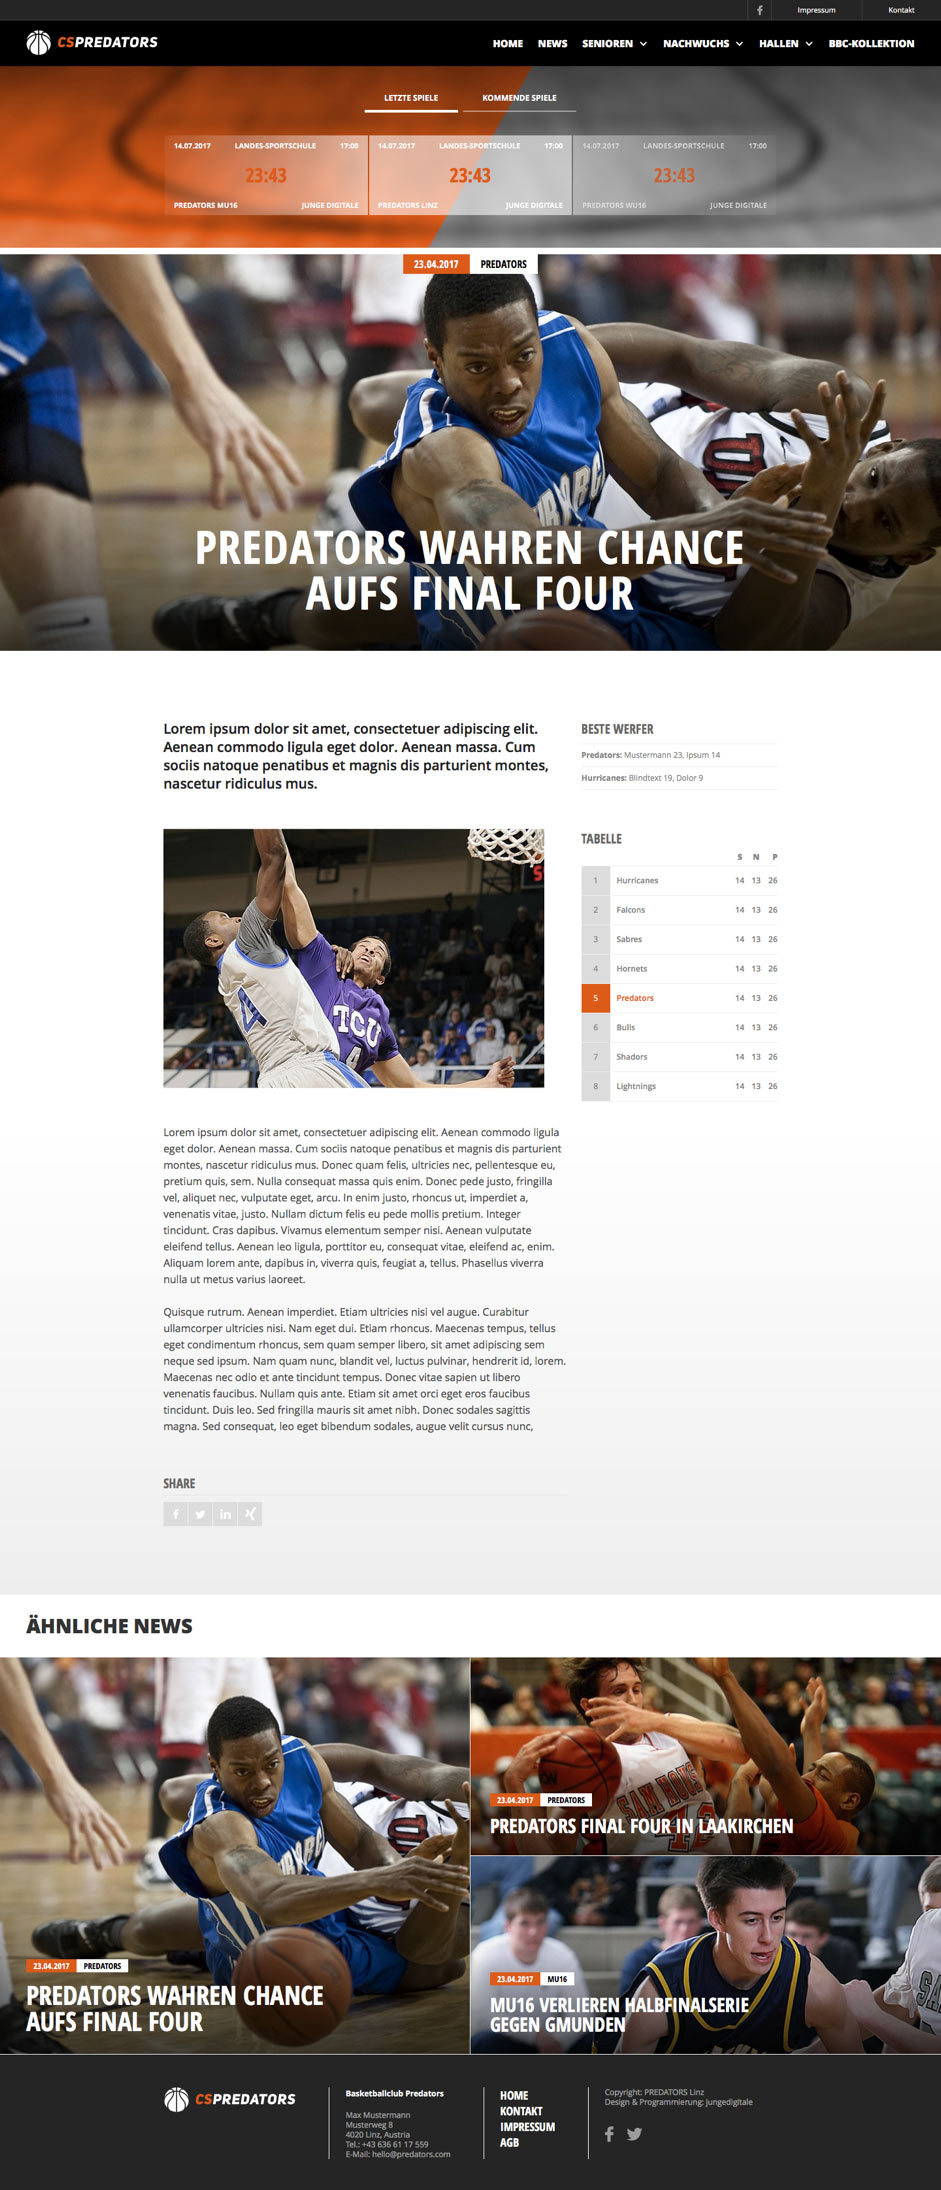 Impressum
Kontakt
CSPREDATORS
HOME
NEWS
SENIOREN
NACHWUCHS
HALLEN
BBC-KOLLEKTION
LETZTE SPIELE
KOMMENDE SPIELE
14.07.2017 LANDES-SPORTSCHULE 17:00
23:43
PREDATORS MU16 JUNGE DIGITALE
14.07.2017 LANDES-SPORTSCHULE 17:00
23:43
PREDATORS LINZ JUNGE DIGITALE
14.07.2017 LANDES-SPORTSCHULE 17:00
23:43
PREDATORS WU16 JUNGE DIGITALE
23.04.2017 PREDATORS
PREDATORS WAHREN CHANCE
AUFS FINAL FOUR
Lorem ipsum dolor sit amet, consectetuer adipiscing elit.
Aenean commodo ligula eget dolor. Aenean massa. Cum
sociis natoque penatibus et magnis dis parturient montes,
nascetur ridiculus mus.
4
TCU
4
Lorem ipsum dolor sit amet, consectetuer adipiscing elit. Aenean commodo ligula
eget dolor. Aenean massa. Cum sociis natoque penatibus et magnis dis parturient
montes, nascetur ridiculus mus. Donec quam felis, ultricies nec, pellentesque eu,
pretium quis, sem. Nulla consequat massa quis enim. Donec pede justo, fringilla
vel, aliquet nec, vulputate eget, arcu. In enim justo, rhoncus ut, imperdiet a,
venenatis vitae, justo. Nullam dictum felis eu pede mollis pretium. Integer
tincidunt. Cras dapibus. Vivamus elementum semper nisi. Aenean vulputate
eleifend tellus. Aenean leo ligula, porttitor eu, consequat vitae, eleifend ac, enim.
Aliquam lorem ante, dapibus in, viverra quis, feugiat a, tellus. Phasellus viverra
nulla ut metus varius laoreet.
Quisque rutrum. Aenean imperdiet. Etiam ultricies nisi vel augue. Curabitur
ullamcorper ultricies nisi. Nam eget dui. Etiam rhoncus. Maecenas tempus, tellus
eget condimentum rhoncus, sem quam semper libero, sit amet adipiscing sem
neque sed ipsum. Nam quam nunc, blandit vel, luctus pulvinar, hendrerit id, lorem.
Maecenas nec odio et ante tincidunt tempus. Donec vitae sapien ut libero
venenatis faucibus. Nullam quis ante. Etiam sit amet orci eget eros faucibus
tincidunt. Duis leo. Sed fringilla mauris sit amet nibh. Donec sodales sagittis
magna. Sed consequat, leo eget bibendum sodales, augue velit cursus nunc,
SHARE
BESTE WERFER
Predators: Mustermann 23, Ipsum 14
Hurricanes: Blindtext 19, Dolor 9
TABELLE
S N P
1 Hurricanes 14 13 26
2 Falcons 14 13 26
3 Sabres 14 13 26
4 Hornets 14 13 26
5 Predators 14 13 26
6 Bulls 14 13 26
7 Shadors 14 13 26
8 Lightnings 14 13 26
ÄHNLICHE NEWS
23.04.2017 PREDATORS
PREDATORS WAHREN CHANCE
AUFS FINAL FOUR
SAM HOUS
42
23.04.2017 PREDATORS
PREDATORS FINAL FOUR IN LAAKIRCHEN
23.04.2017 MU16
MU16 VERLIEREN HALBFINALSERIE
GEGEN GMUNDEN
CSPREDATORS
Basketballclub Predators
Max Mustermann
Musterweg 8
4020 Linz, Austria
Tel.: +43 636 61 17 559
E-Mail: hello@predators.com
HOME
KONTAKT
IMPRESSUM
AGB
Copyright: PREDATORS Linz
Design & Programmierung: Jungedigitale